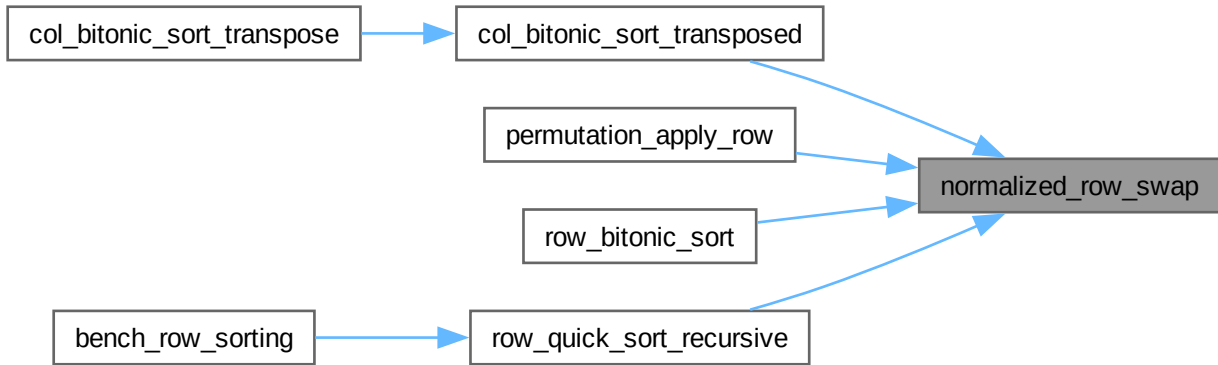 col_bitonic_sort_transpose
col_bitonic_sort_transposed
permutation_apply_row
normalized_row_swap
row_bitonic_sort
bench_row_sorting
row_quick_sort_recursive